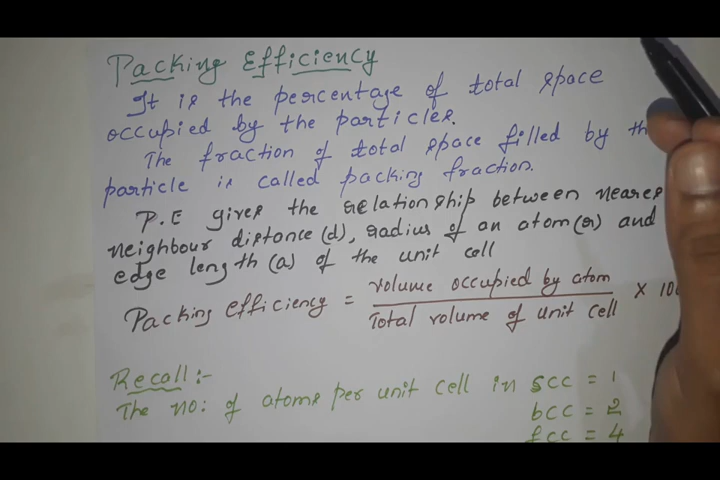 Packing Efficiency
It is the percentage of total space
occupied by the particles.
The fraction of total space filled by th
particle is called packing fraction.
P.E gives the relationship between neares
neighbour distance (d), radius of an atom (r) and
edge length (a) of the unit cell
Packing efficiency = volume occupied by atom / Total volume of unit cell × 10
Recall:-
The no: of atoms per unit cell in SCC = 1
bCC = 2
fCC = 4